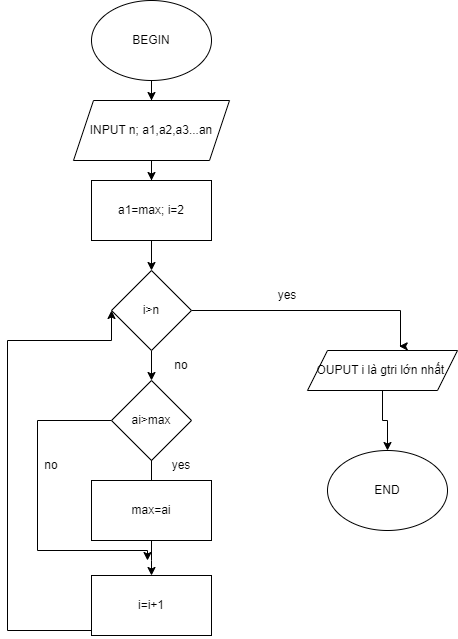 BEGIN
INPUT n; a1,a2,a3...an
a1=max; i=2
i>n
yes
no
OUPUT i là gtri lớn nhất
ai>max
no
yes
max=ai
END
i=i+1